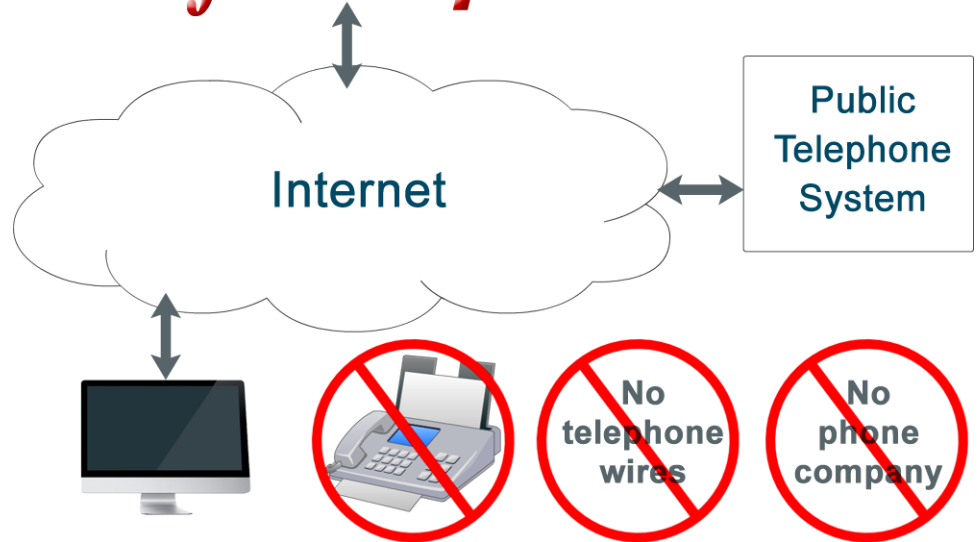 Internet
Public
Telephone
System
No
telephone
wires
No
phone
company